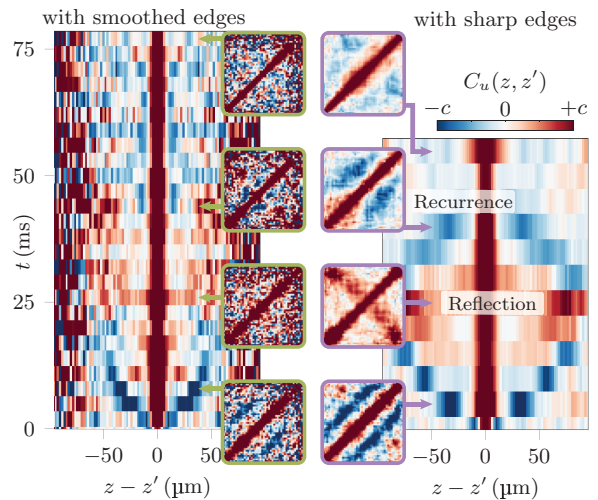 with smoothed edges
with sharp edges
C_u(z, z′)
−c 0 +c
75
50
25
0
t (ms)
Recurrence
Reflection
−50 0 50
−50 0 50
z − z′ (µm)
z − z′ (µm)